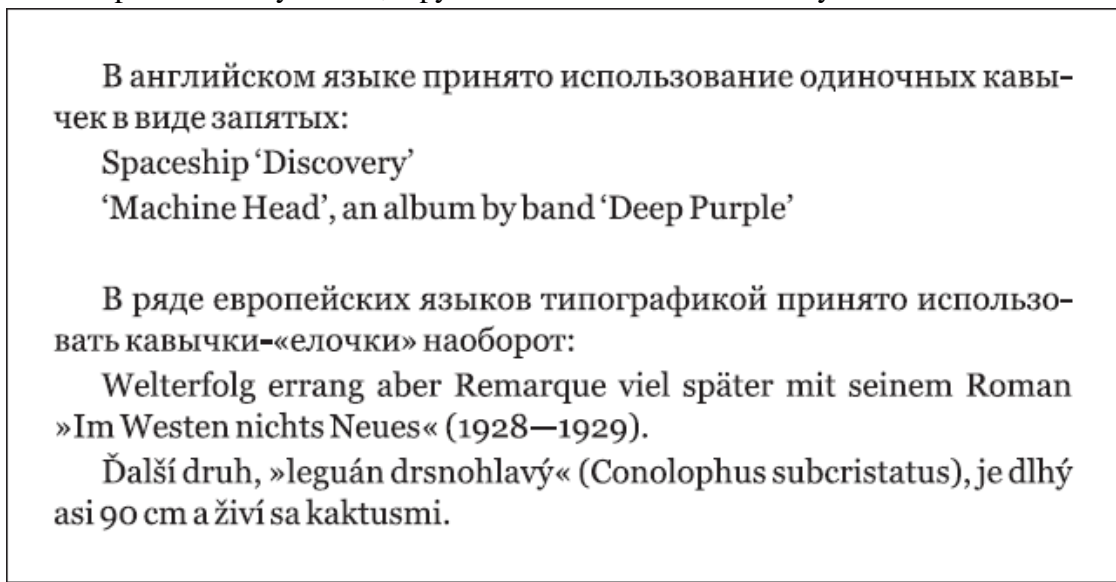 В английском языке принято использование одиночных кавы-
чек в виде запятых:
Spaceship ‘Discovery’
‘Machine Head’, an album by band ‘Deep Purple’
В ряде европейских языков типографикой принято использо-
вать кавычки-«елочки» наоборот:
Welterfolg errang aber Remarque viel später mit seinem Roman
»Im Westen nichts Neues« (1928—1929).
Ďalší druh, »leguán drsnohlavý« (Conolophus subcristatus), je dlhý
asi 90 cm a živí sa kaktusmi.